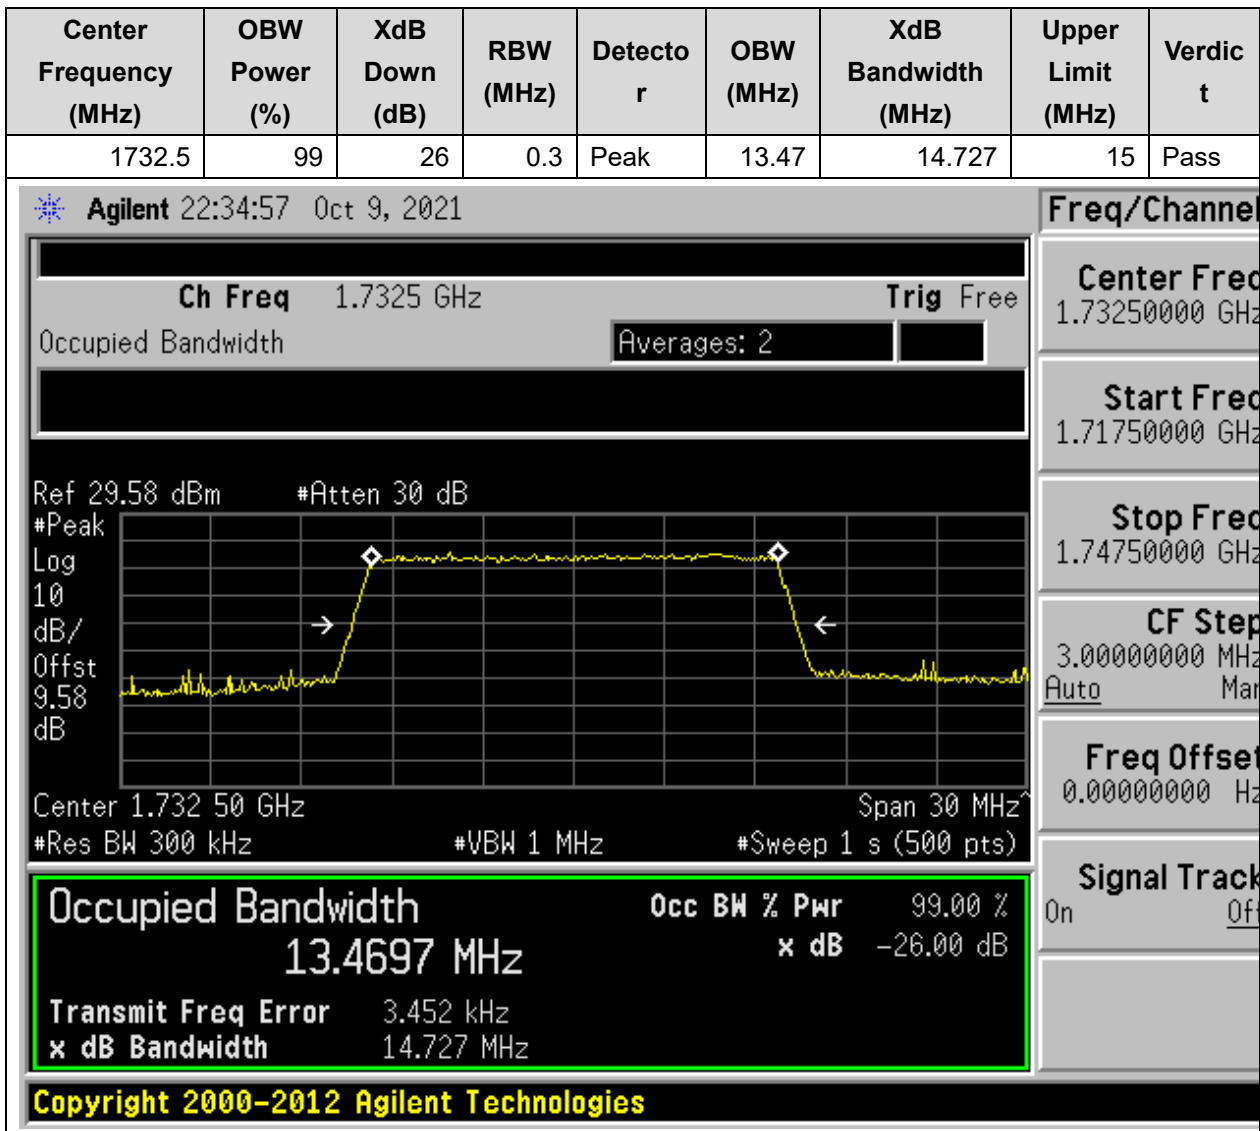 Center Frequency (MHz) OBW Power (%) XdB Down (dB) RBW (MHz) Detector OBW (MHz) XdB Bandwidth (MHz) Upper Limit (MHz) Verdict
1732.5 99 26 0.3 Peak 13.47 14.727 15 Pass
Agilent 22:34:57 Oct 9, 2021
Freq/Channel
Ch Freq 1.7325 GHz Trig Free
Occupied Bandwidth Averages: 2
Center Freq
1.73250000 GHz
Start Freq
1.71750000 GHz
Stop Freq
1.74750000 GHz
CF Step
3.00000000 MHz
Auto Man
Freq Offset
0.00000000 Hz
Signal Track
On Off
Ref 29.58 dBm #Atten 30 dB
#Peak
Log
10
dB/
Offst
9.58
dB
Center 1.732 50 GHz Span 30 MHz^
#Res BW 300 kHz #VBW 1 MHz #Sweep 1 s (500 pts)
Occupied Bandwidth Occ BW % Pwr 99.00 %
13.4697 MHz x dB -26.00 dB
Transmit Freq Error 3.452 kHz
x dB Bandwidth 14.727 MHz
Copyright 2000-2012 Agilent Technologies